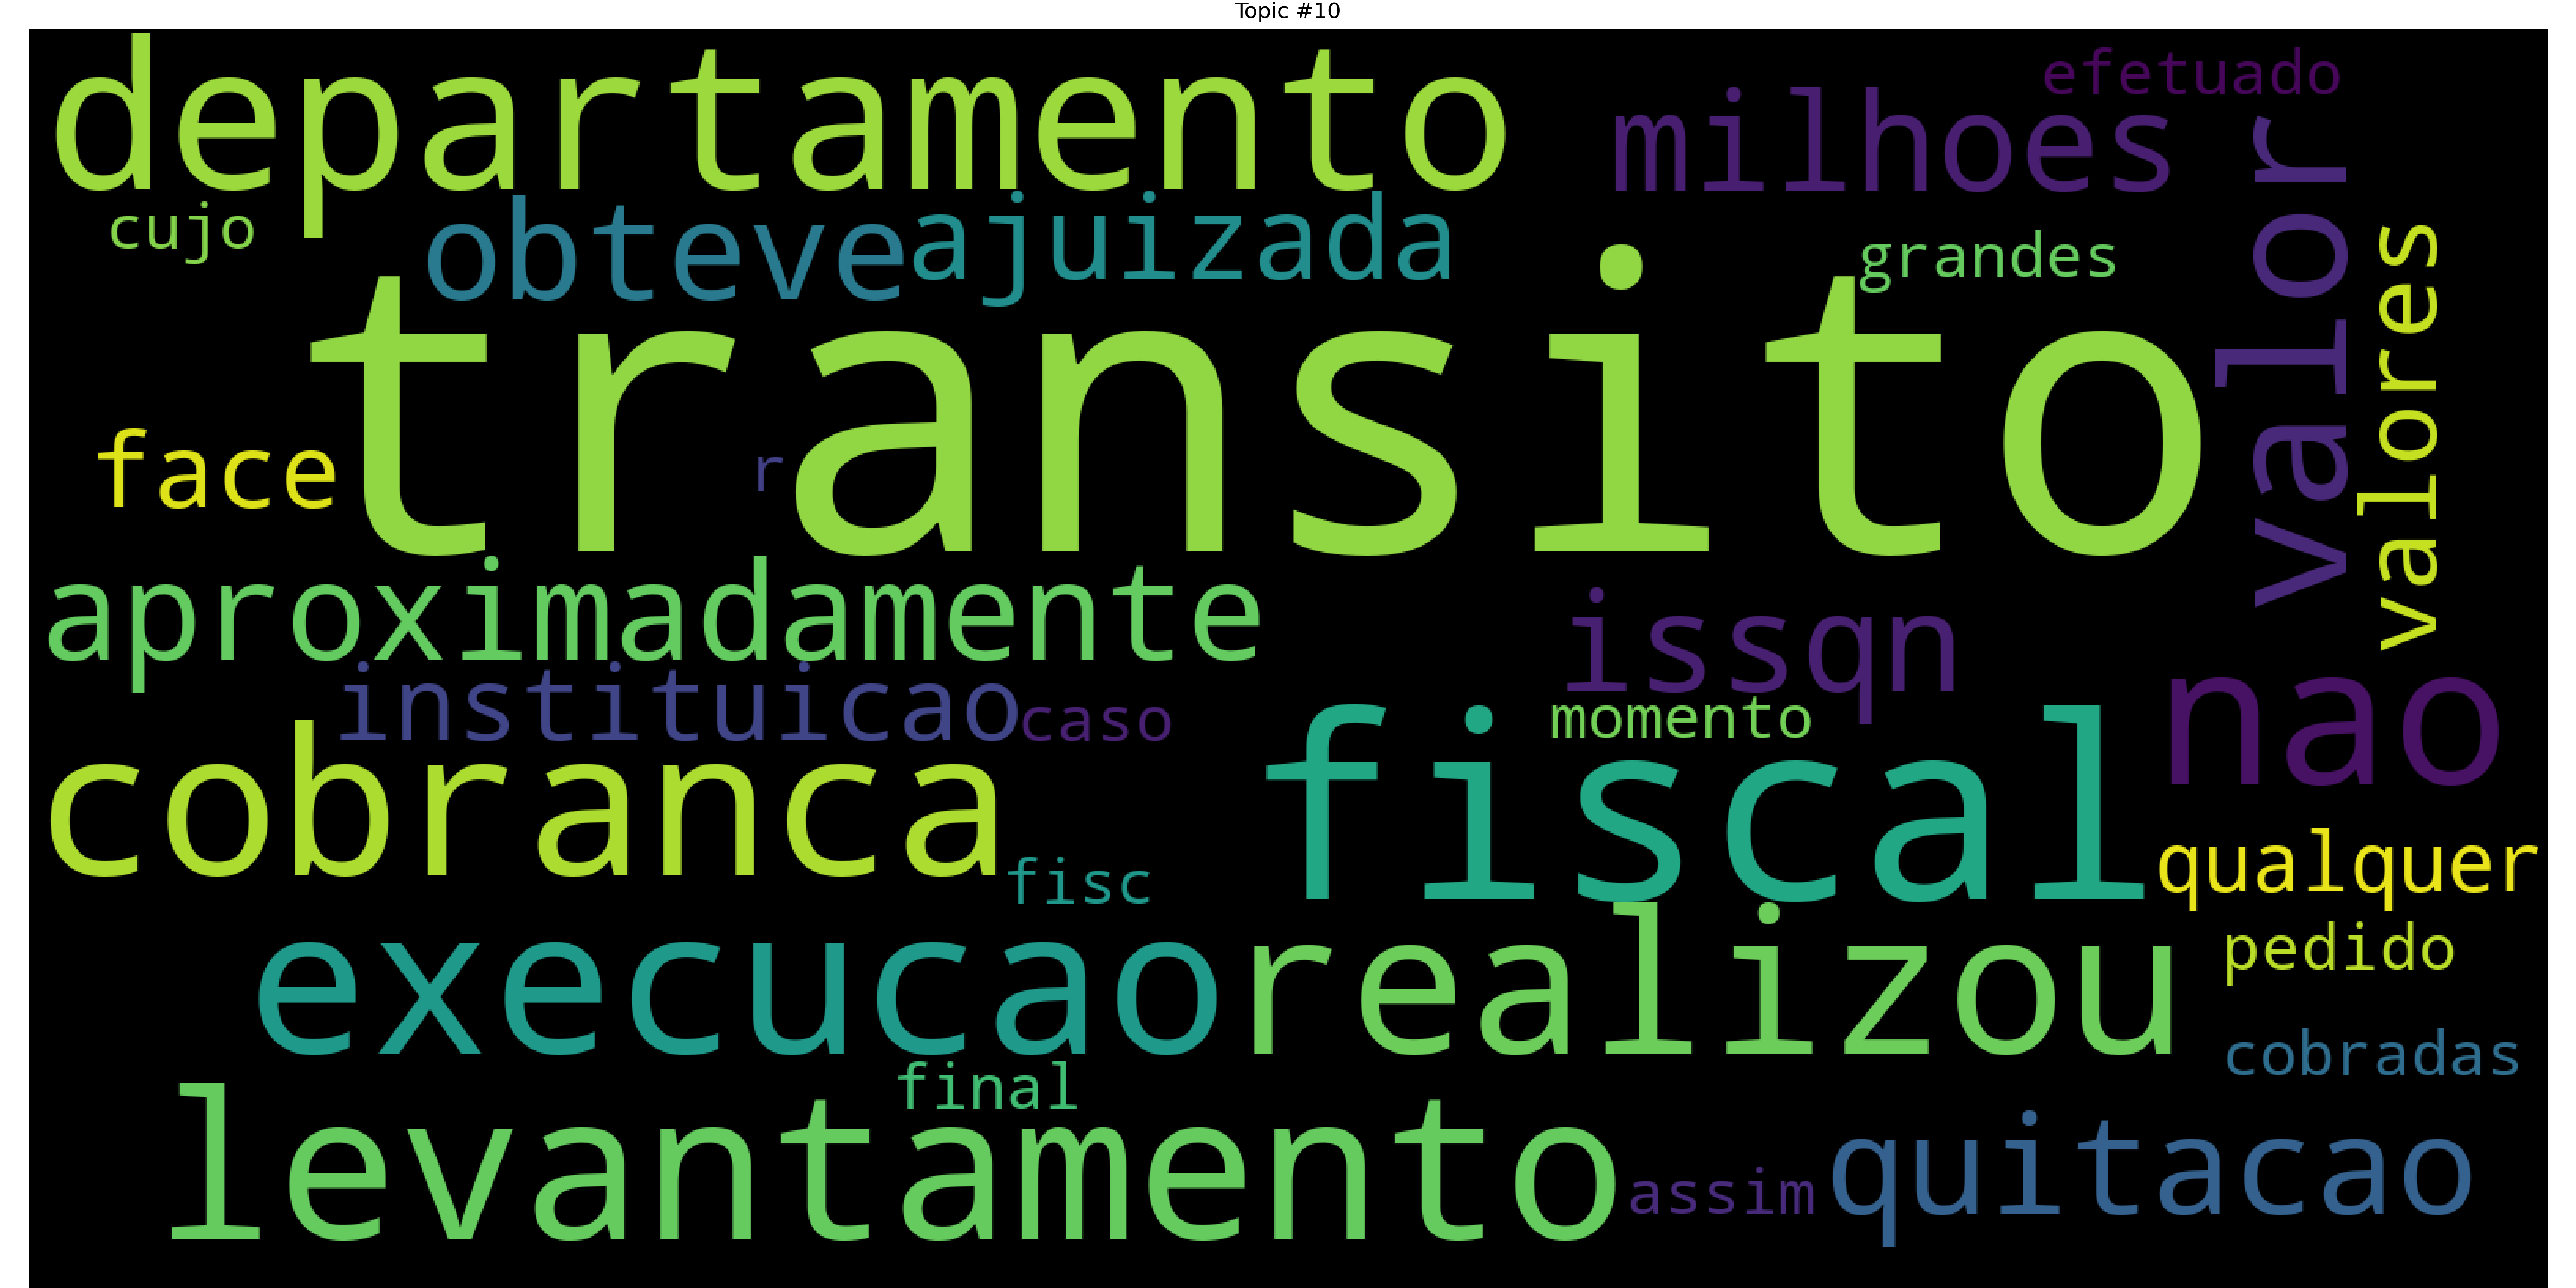 Topic #10
departamento
milhoes
efetuado
valor
valores
cujo
obteve
ajuizada
grandes
transito
face
r
aproximadamente
issqn
instituicao
caso
momento
nao
cobranca
fiscal
fisc
qualquer
execucao
realizou
pedido
cobradas
final
levantamento
assim
quitacao